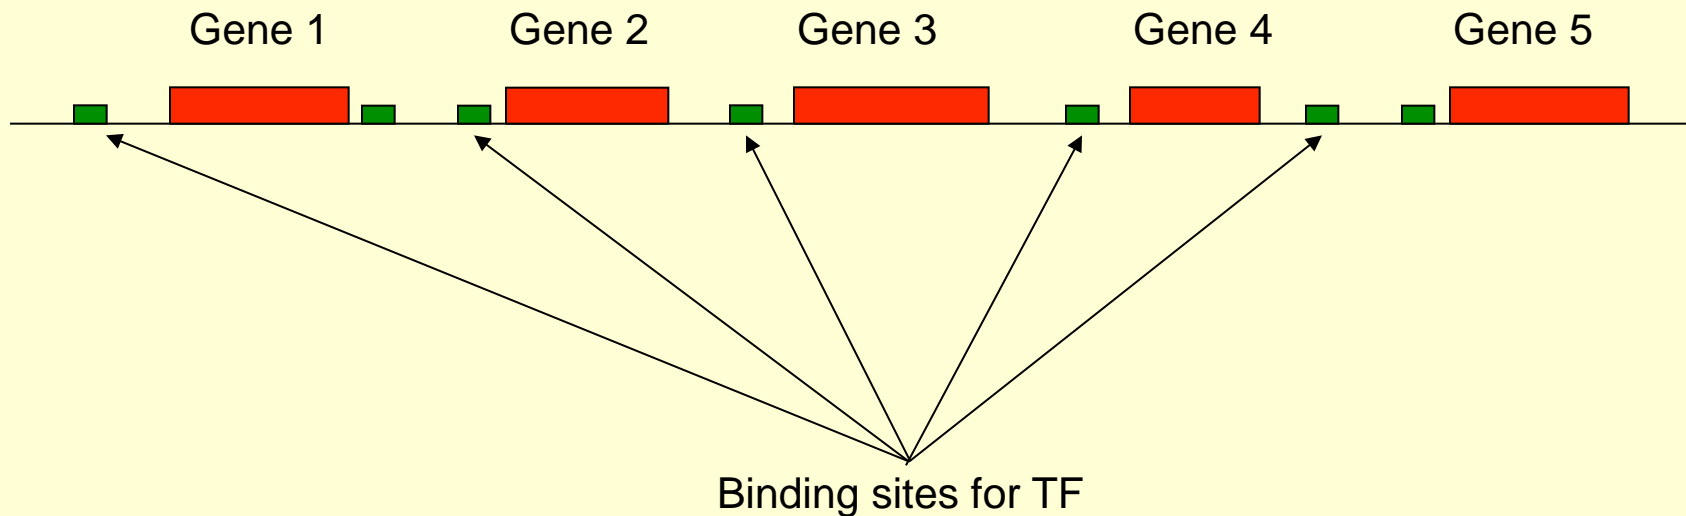 Gene 1 Gene 2 Gene 3 Gene 4 Gene 5
Binding sites for TF